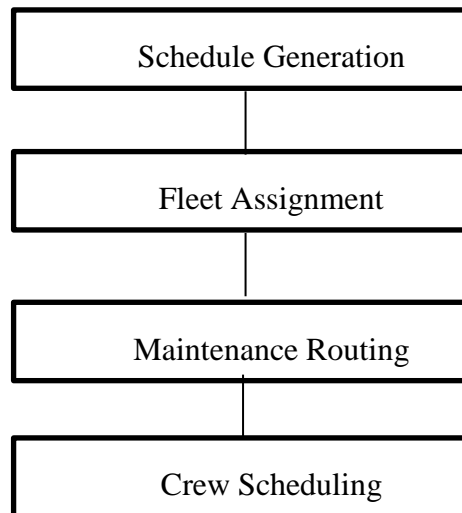 Schedule Generation
Fleet Assignment
Maintenance Routing
Crew Scheduling